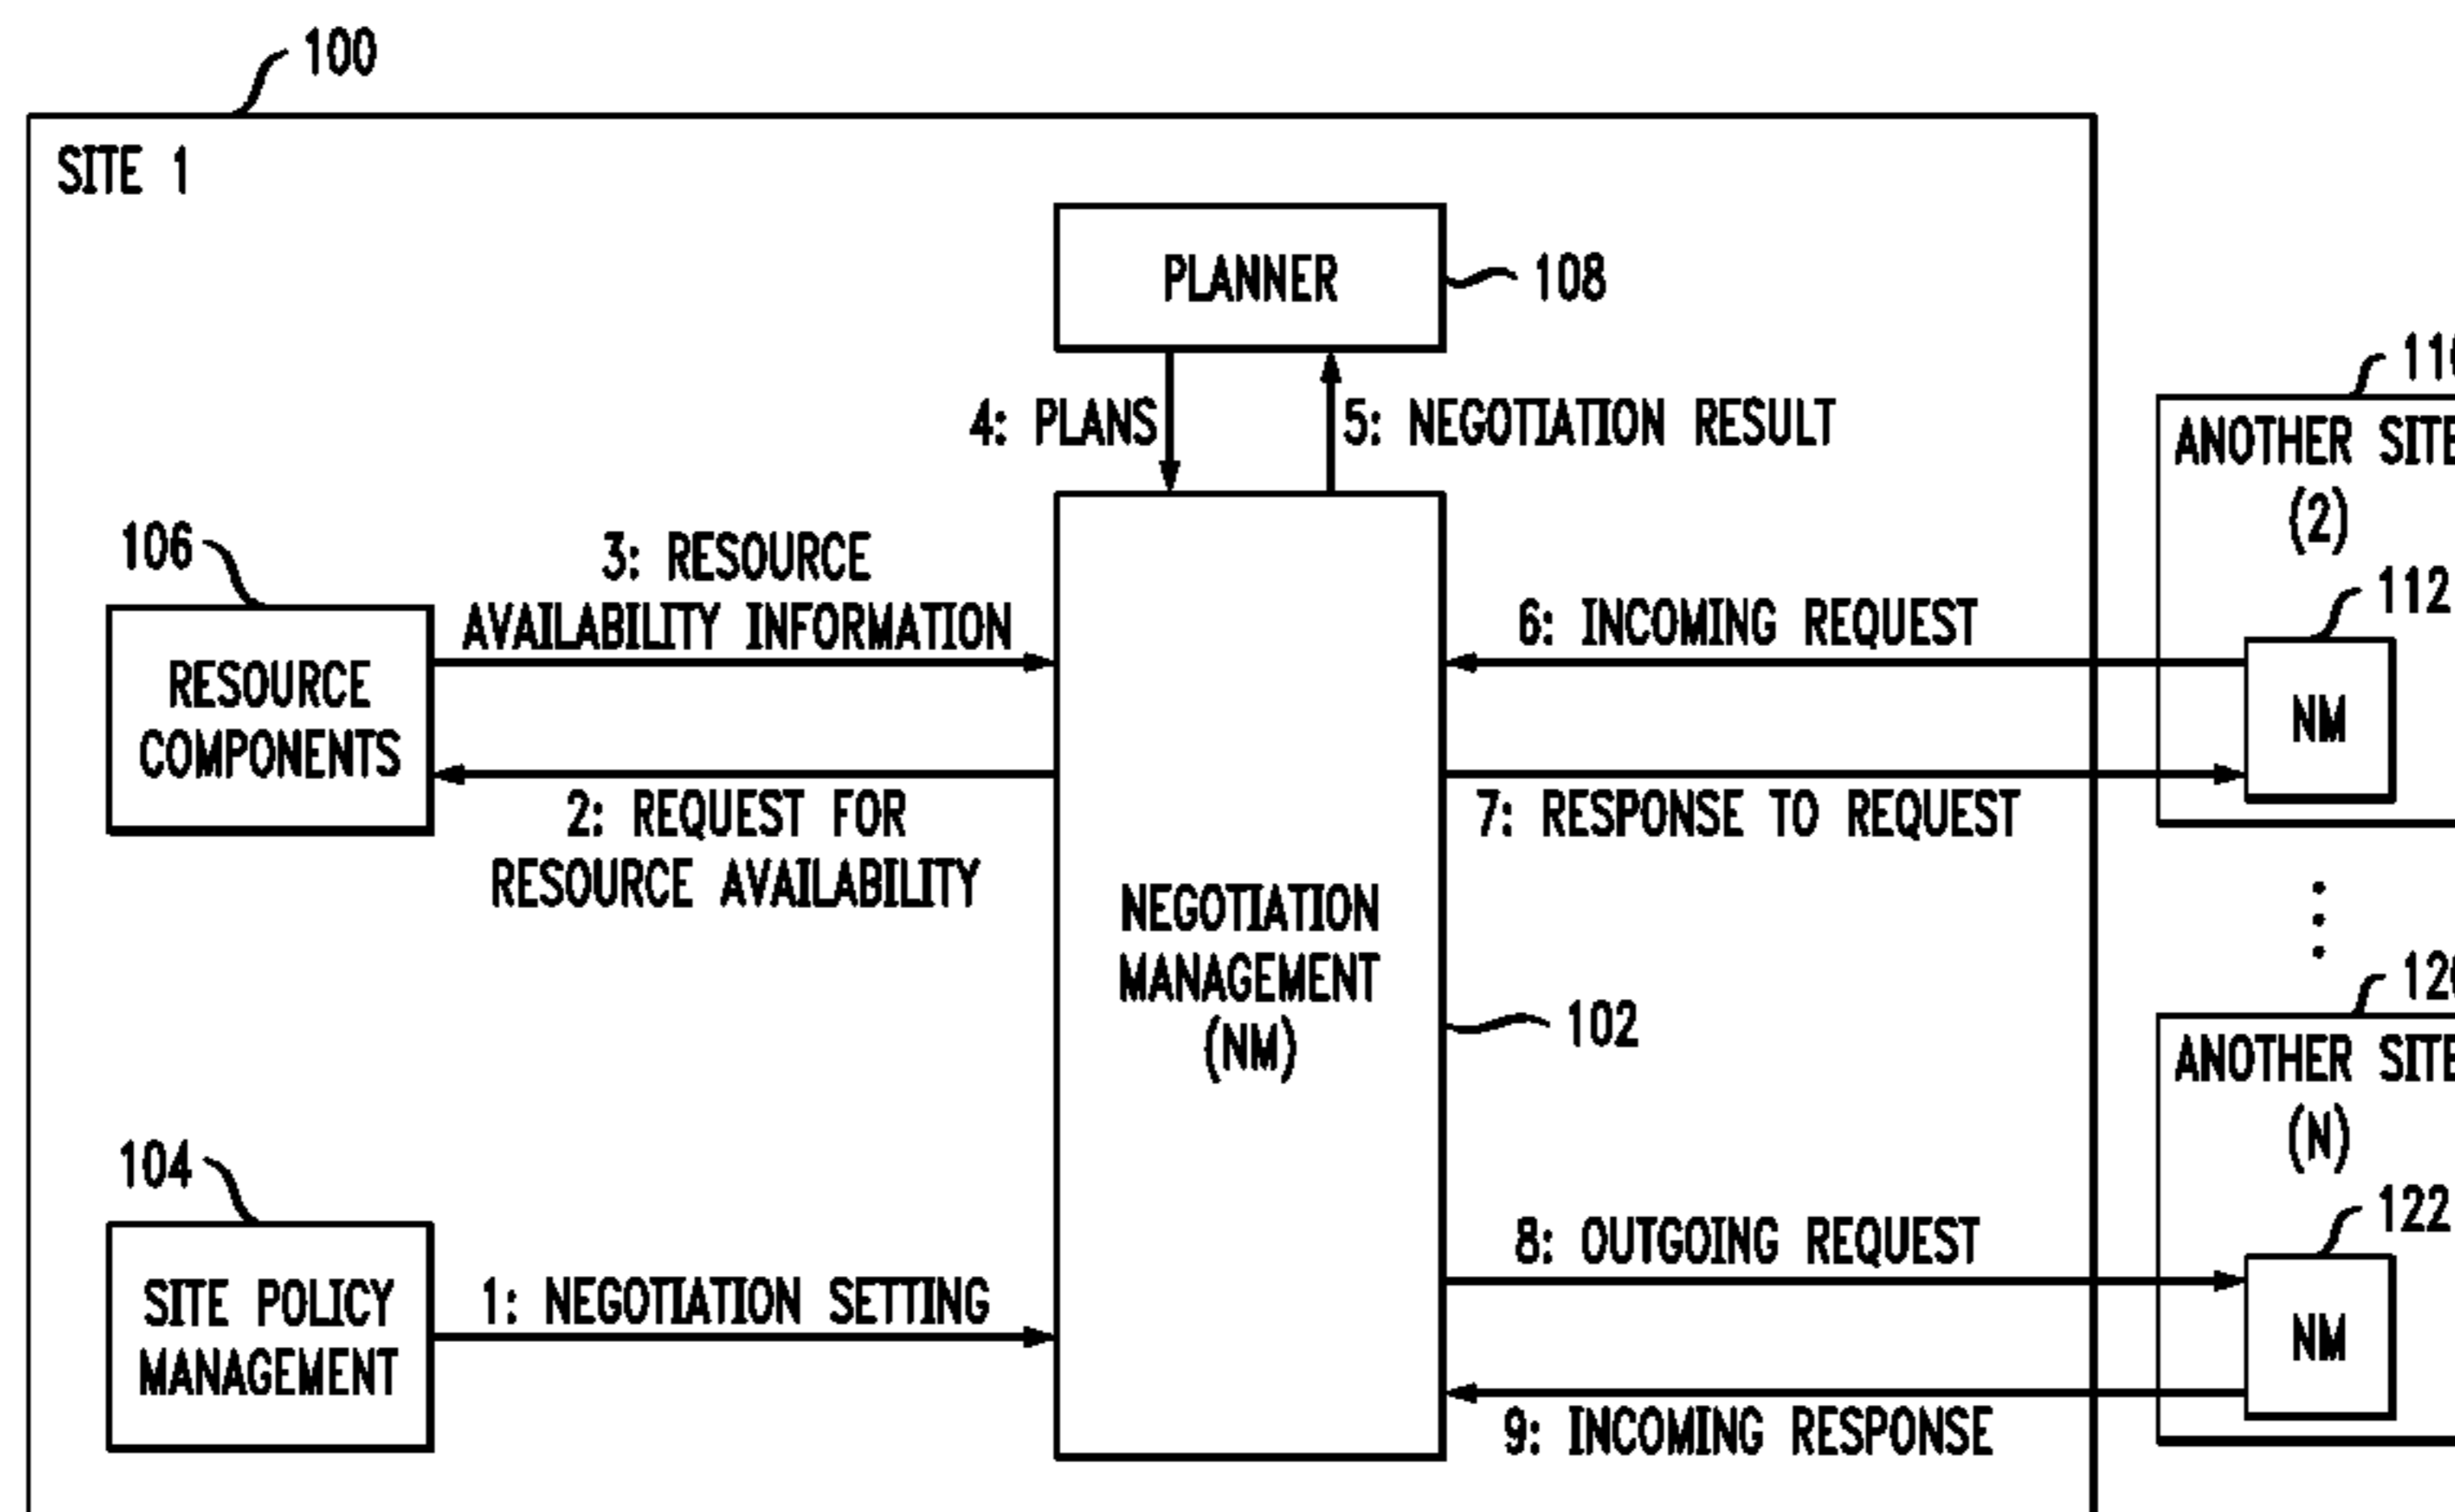 100
SITE 1
PLANNER
108
4: PLANS
5: NEGOTIATION RESULT
106
3: RESOURCE
AVAILABILITY INFORMATION
RESOURCE
COMPONENTS
2: REQUEST FOR
RESOURCE AVAILABILITY
NEGOTIATION
MANAGEMENT
(NM)
102
104
SITE POLICY
MANAGEMENT
1: NEGOTIATION SETTING
6: INCOMING REQUEST
7: RESPONSE TO REQUEST
8: OUTGOING REQUEST
9: INCOMING RESPONSE
ANOTHER SITE
(2)
112
NM
ANOTHER SITE
(N)
122
NM